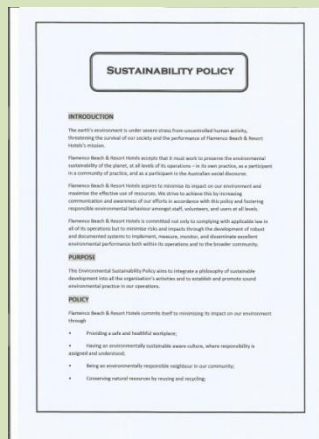 SUSTAINABILITY POLICY
INTRODUCTION
The earth's environment is under severe stress from uncontrolled human activity,
threatening the survival of our society and the performance of Flamenco Beach & Resort
Hotels's mission.
Flamenco Beach & Resort Hotels accepts that it must work to preserve the environmental
sustainability of the planet, at all levels of its operations – in its own practice, as a participant
in a community of practice, and as a participant in the Australian social discourse.
Flamenco Beach & Resort Hotels aspires to minimise its impact on our environment and
maximise the effective use of resources. We strive to achieve this by increasing
communication and awareness of our efforts in accordance with this policy and fostering
responsible environmental behaviour amongst staff, volunteers, and users at all levels.
Flamenco Beach & Resort Hotels is committed not only to complying with applicable law in
all of its operations but to minimise risks and impacts through the development of robust
and documented systems to implement, measure, monitor, and disseminate excellent
environmental performance both within its operations and to the broader community.
PURPOSE
The Environmental Sustainability Policy aims to integrate a philosophy of sustainable
development into all the organisation's activities and to establish and promote sound
environmental practice in our operations.
POLICY
Flamenco Beach & Resort Hotels commits itself to minimising its impact on our environment
through
• Providing a safe and healthful workplace;
• Having an environmentally sustainable aware culture, where responsibility is
assigned and understood;
• Being an environmentally responsible neighbour in our community;
• Conserving natural resources by reusing and recycling;